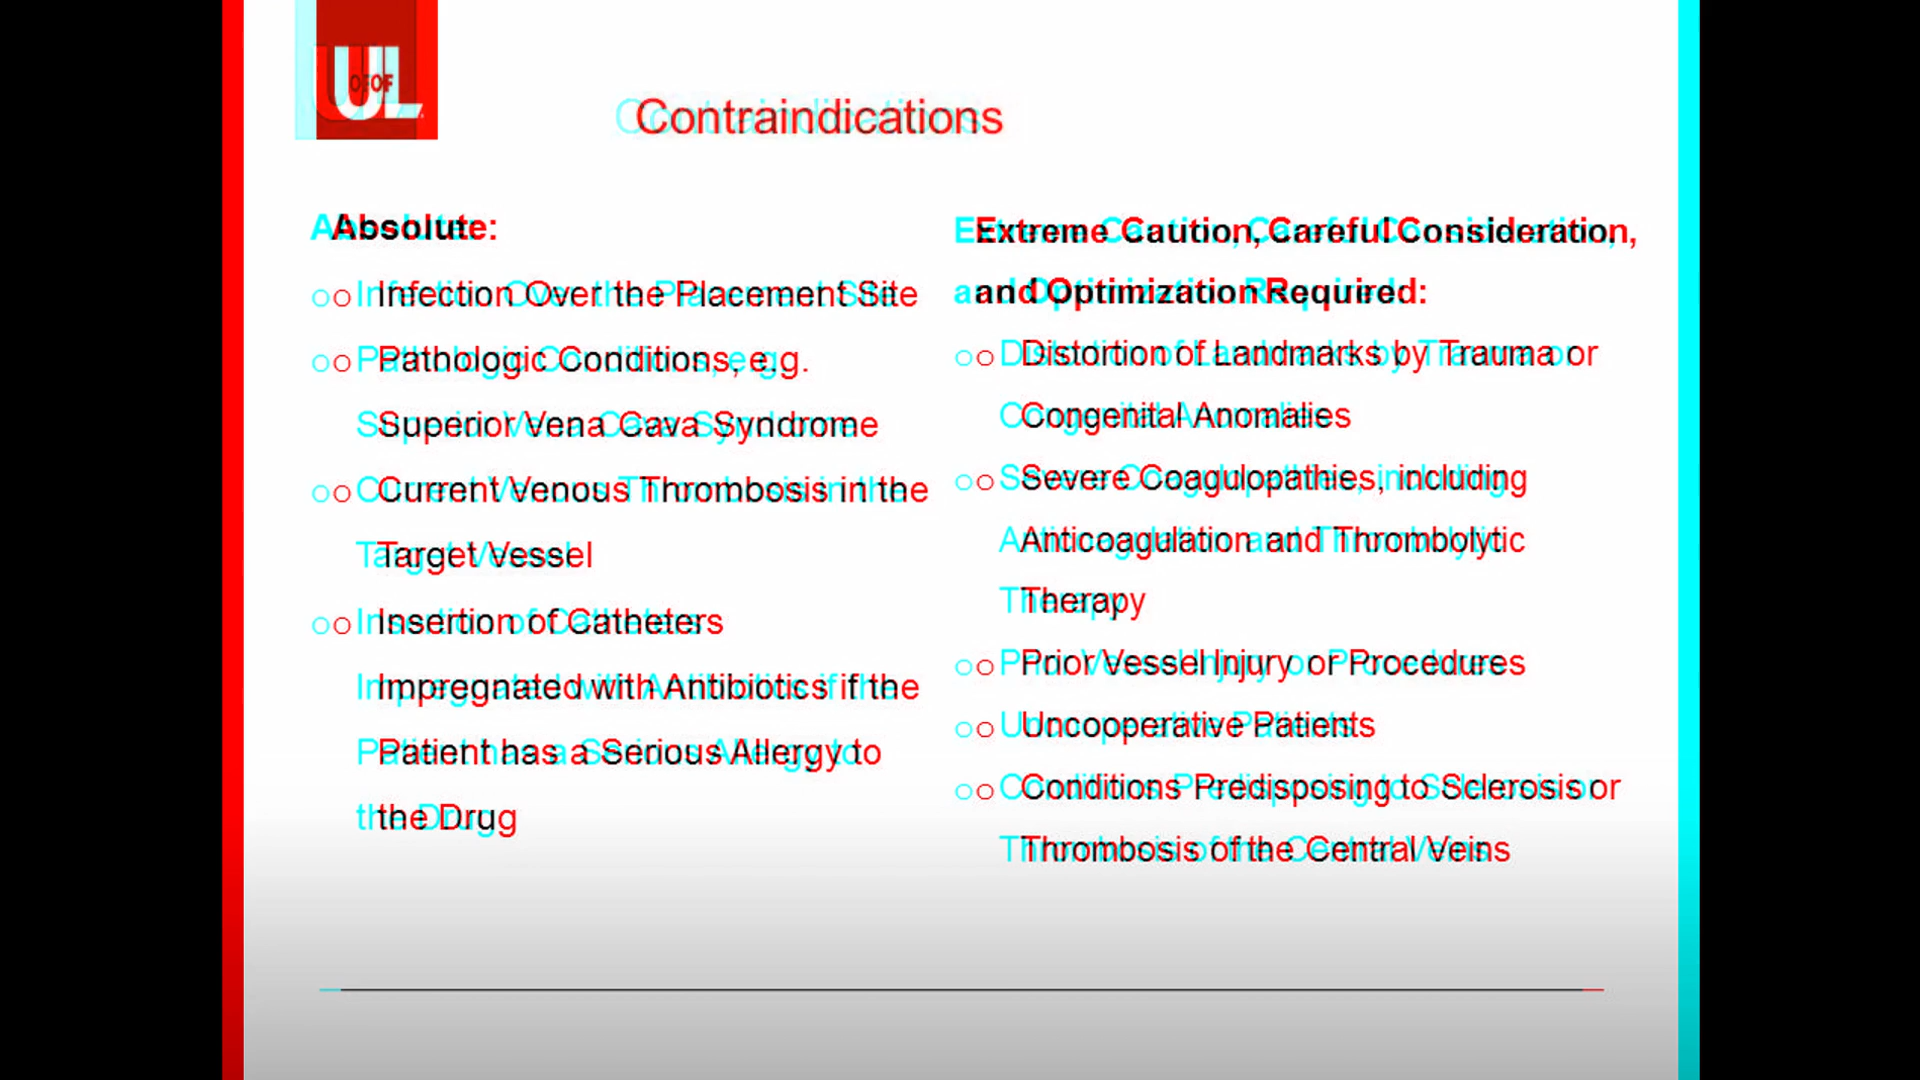 UofL
Contraindications
Absolute:
o Infection Over the Placement Site
o Pathologic Conditions, e.g.
Superior Vena Cava Syndrome
o Current Venous Thrombosis in the
Target Vessel
o Insertion of Catheters
Impregnated with Antibiotics if the
Patient has a Serious Allergy to
the Drug
Extreme Caution, Careful Consideration,
and Optimization Required:
o Distortion of Landmarks by Trauma or
Congenital Anomalies
o Severe Coagulopathies, including
Anticoagulation and Thrombolytic
Therapy
o Prior Vessel Injury or Procedures
o Uncooperative Patients
o Conditions Predisposing to Sclerosis or
Thrombosis of the Central Veins